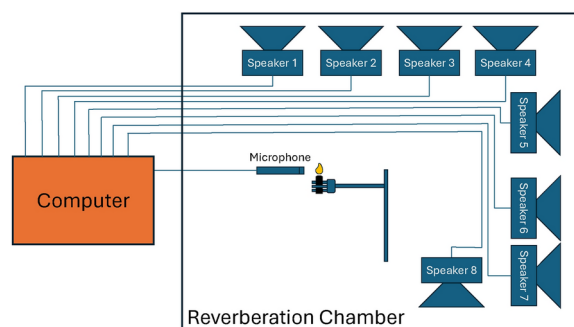 Speaker 1
Speaker 2
Speaker 3
Speaker 4
Speaker 5
Microphone
Computer
Speaker 6
Speaker 8
Speaker 7
Reverberation Chamber